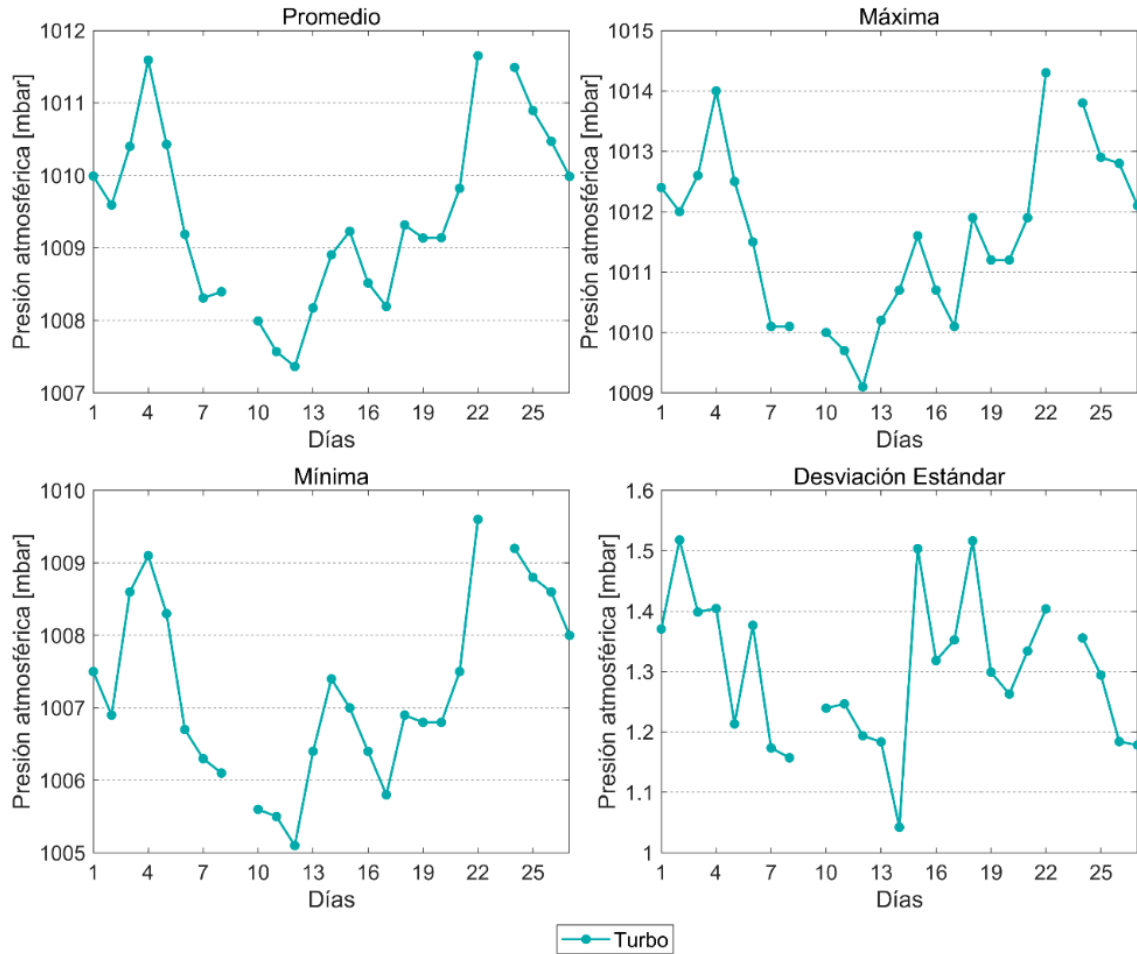 Promedio
Presión atmosférica [mbar]
1012
1011
1010
1009
1008
1007
1 4 7 10 13 16 19 22 25
Días
Máxima
Presión atmosférica [mbar]
1015
1014
1013
1012
1011
1010
1009
1 4 7 10 13 16 19 22 25
Días
Mínima
Presión atmosférica [mbar]
1010
1009
1008
1007
1006
1005
1 4 7 10 13 16 19 22 25
Días
Desviación Estándar
Presión atmosférica [mbar]
1.6
1.5
1.4
1.3
1.2
1.1
1
1 4 7 10 13 16 19 22 25
Días
Turbo